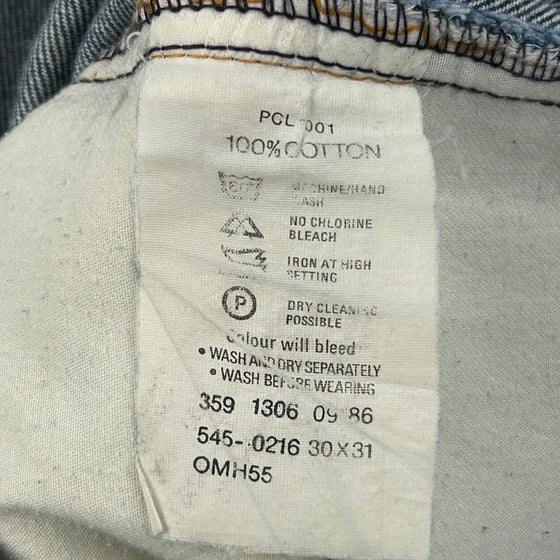 PCL 001
100% COTTON
MACHINE/HAND
WASH
NO CHLORINE
BLEACH
IRON AT HIGH
SETTING
P
DRY CLEANING
POSSIBLE
Colour will bleed
• WASH AND DRY SEPARATELY
• WASH BEFORE WEARING
359 1306 09 86
545-0216 30X31
OMH55